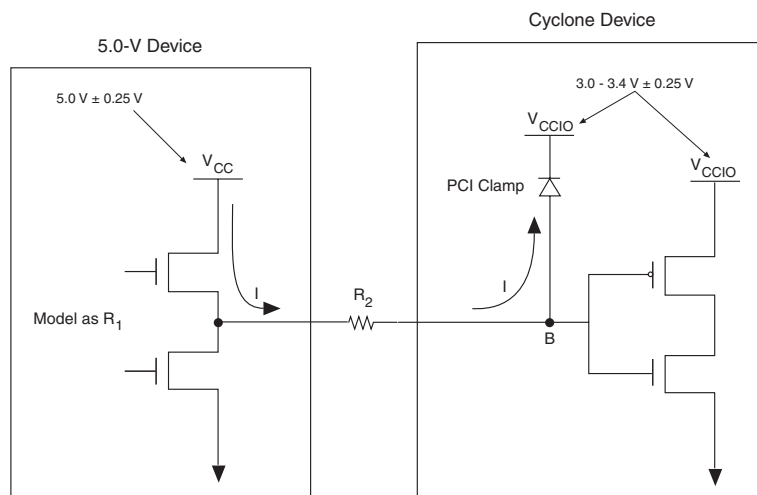 Cyclone Device
5.0-V Device
5.0 V ± 0.25 V
3.0 - 3.4 V ± 0.25 V
VCCIO
VCC
PCI Clamp
VCCIO
I
I
R2
Model as R1
B